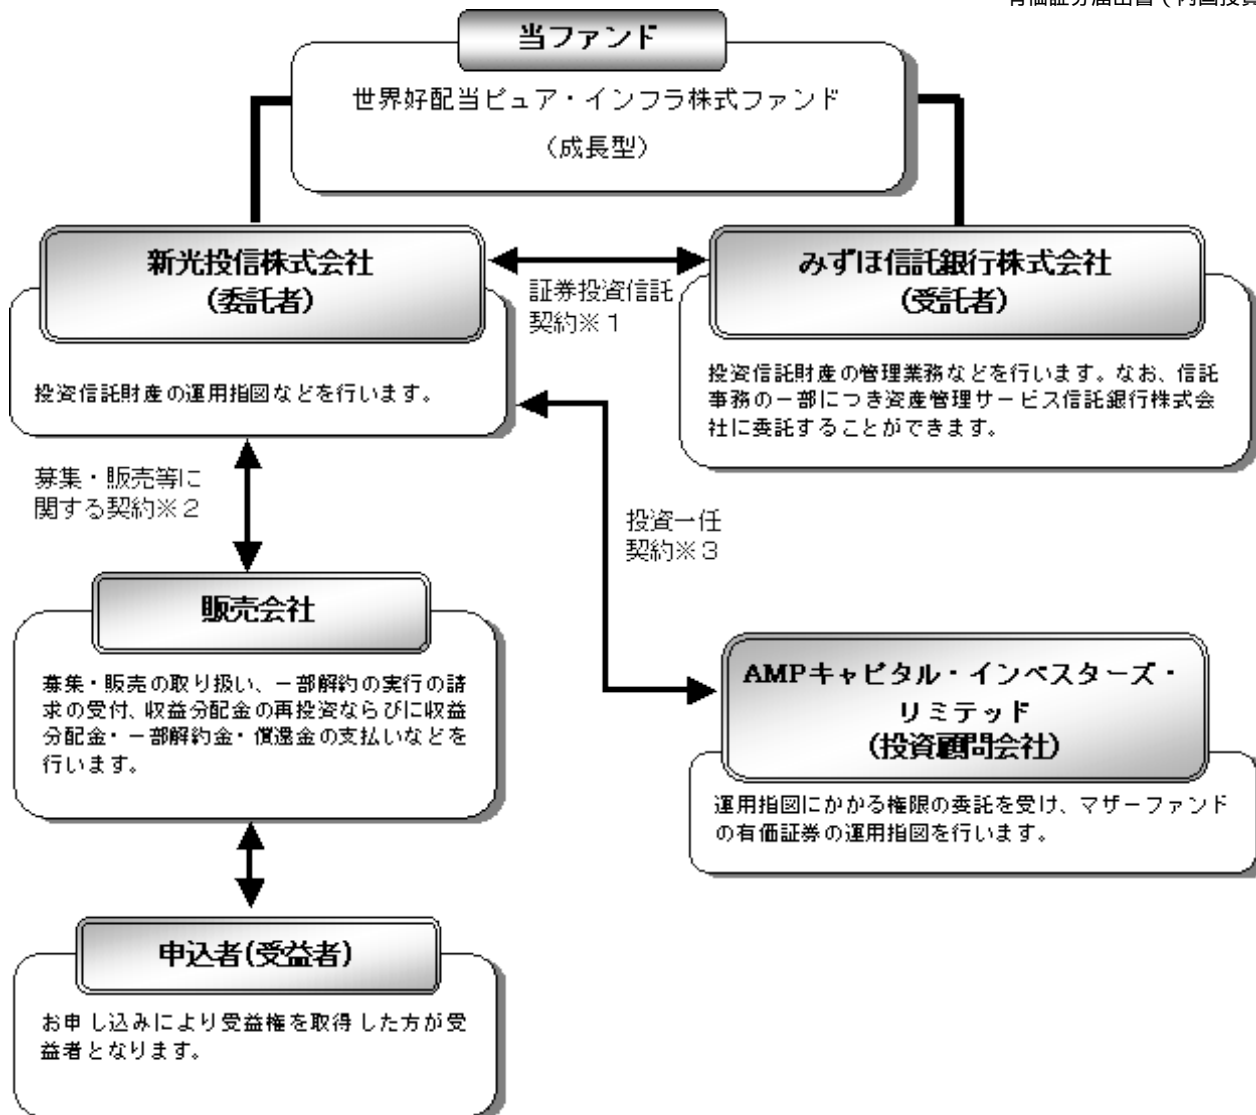 当ファンド
世界好配当ピュア・インフラ株式ファンド
（成長型）
新光投信株式会社
（委託者）
みずほ信託銀行株式会社
（受託者）
証券投資信託
契約※１
投資信託財産の運用指図などを行います。
投資信託財産の管理業務などを行います。なお、信託
事務の一部につき資産管理サービス信託銀行株式会
社に委託することができます。
募集・販売等に
関する契約※２
投資一任
契約※３
販売会社
募集・販売の取り扱い、一部解約の実行の請
求の受付、収益分配金の再投資ならびに収益
分配金・一部解約金・償還金の支払いなどを
行います。
AMPキャピタル・インベスターズ・
リミテッド
（投資顧問会社）
運用指図にかかる権限の委託を受け、マザーファンド
の有価証券の運用指図を行います。
申込者(受益者)
お申し込みにより受益権を取得した方が受
益者となります。